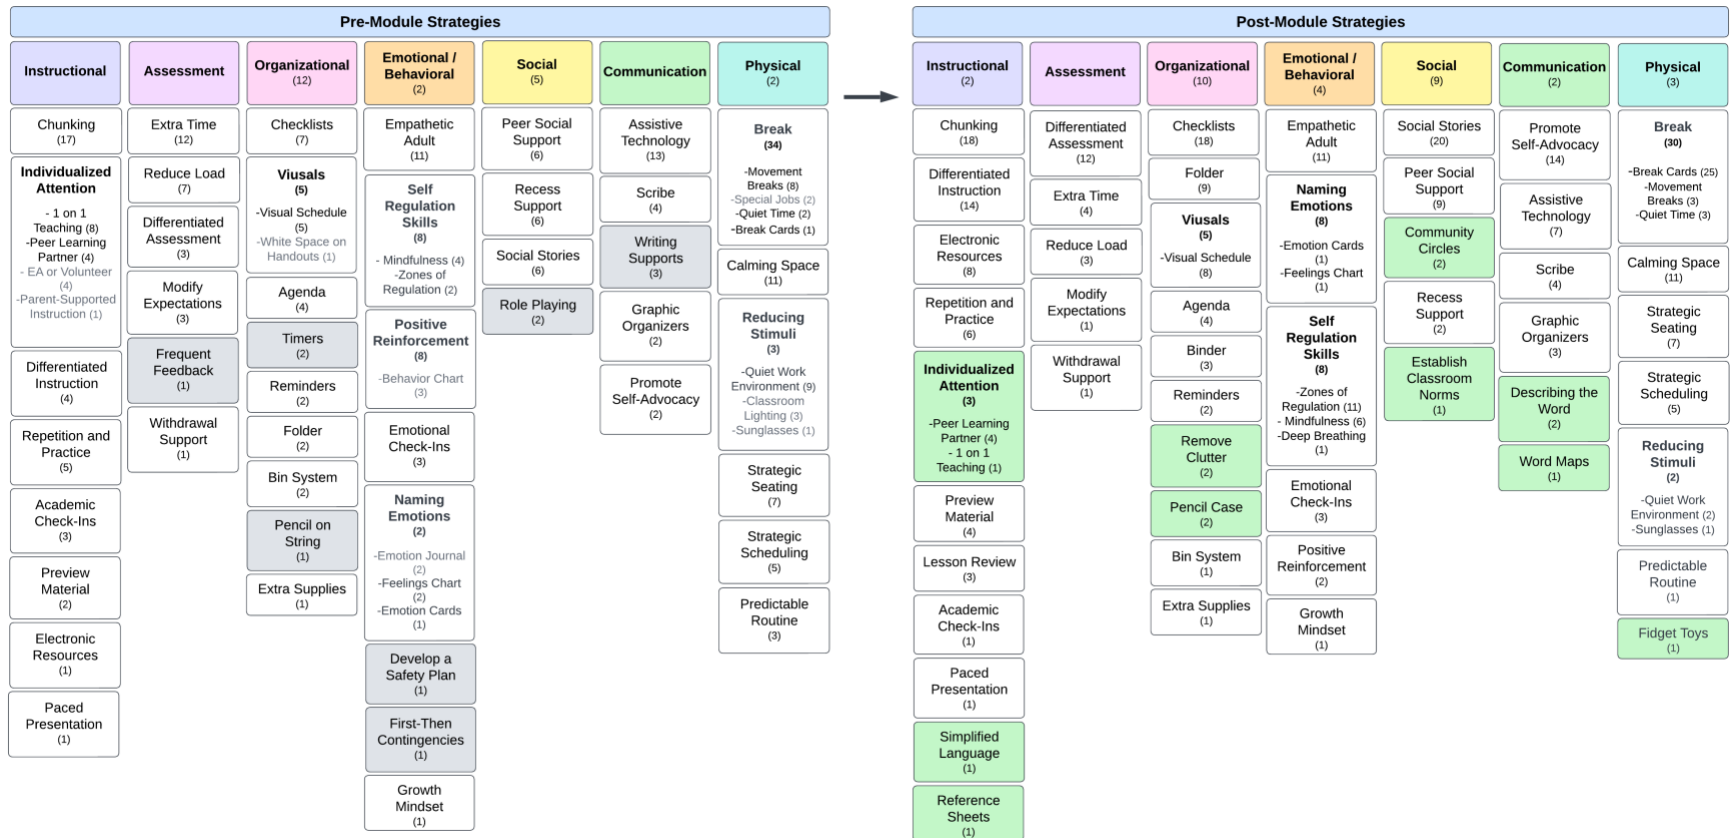 Pre-Module Strategies
Instructional
Chunking
(17)
Individualized
Attention
- 1 on 1
Teaching (8)
-Peer Learning
Partner (4)
- EA or Volunteer
(4)
-Parent-Supported
Instruction (1)
Differentiated
Instruction
(4)
Repetition and
Practice
(5)
Academic
Check-Ins
(3)
Preview
Material
(2)
Electronic
Resources
(1)
Paced
Presentation
(1)
Assessment
Extra Time
(12)
Reduce Load
(7)
Differentiated
Assessment
(3)
Modify
Expectations
(3)
Frequent
Feedback
(1)
Withdrawal
Support
(1)
Organizational
(12)
Checklists
(7)
Viusals
(5)
-Visual Schedule
(5)
-White Space on
Handouts (1)
Agenda
(4)
Timers
(2)
Reminders
(2)
Folder
(2)
Bin System
(2)
Pencil on
String
(1)
Extra Supplies
(1)
Emotional /
Behavioral
(2)
Empathetic
Adult
(11)
Self
Regulation
Skills
(8)
- Mindfulness (4)
-Zones of
Regulation (2)
Positive
Reinforcement
(8)
-Behavior Chart
(3)
Emotional
Check-Ins
(3)
Naming
Emotions
(2)
-Emotion Journal
(2)
-Feelings Chart
(2)
-Emotion Cards
(1)
Develop a
Safety Plan
(1)
First-Then
Contingencies
(1)
Growth
Mindset
(1)
Social
(5)
Peer Social
Support
(6)
Recess
Support
(6)
Social Stories
(6)
Role Playing
(2)
Communication
Assistive
Technology
(13)
Scribe
(4)
Writing
Supports
(3)
Graphic
Organizers
(2)
Promote
Self-Advocacy
(2)
Physical
(2)
Break
(34)
-Movement
Breaks (8)
-Special Jobs (2)
-Quiet Time (2)
-Break Cards (1)
Calming Space
(11)
Reducing
Stimuli
(3)
-Quiet Work
Environment (9)
-Classroom
Lighting (3)
-Sunglasses (1)
Strategic
Seating
(7)
Strategic
Scheduling
(5)
Predictable
Routine
(3)
Post-Module Strategies
Instructional
(2)
Chunking
(18)
Differentiated
Instruction
(14)
Electronic
Resources
(8)
Repetition and
Practice
(6)
Individualized
Attention
(3)
-Peer Learning
Partner (4)
- 1 on 1
Teaching (1)
Preview
Material
(4)
Lesson Review
(3)
Academic
Check-Ins
(1)
Paced
Presentation
(1)
Simplified
Language
(1)
Reference
Sheets
(1)
Assessment
Differentiated
Assessment
(12)
Extra Time
(4)
Reduce Load
(3)
Modify
Expectations
(1)
Withdrawal
Support
(1)
Organizational
(10)
Checklists
(18)
Folder
(9)
Viusals
(5)
-Visual Schedule
(8)
Agenda
(4)
Binder
(3)
Reminders
(2)
Remove
Clutter
(2)
Pencil Case
(2)
Bin System
(1)
Extra Supplies
(1)
Emotional /
Behavioral
(4)
Empathetic
Adult
(11)
Naming
Emotions
(8)
-Emotion Cards
(1)
-Feelings Chart
(1)
Self
Regulation
Skills
(8)
-Zones of
Regulation (11)
- Mindfulness (6)
-Deep Breathing
(1)
Emotional
Check-Ins
(3)
Positive
Reinforcement
(2)
Growth
Mindset
(1)
Social
(9)
Social Stories
(20)
Peer Social
Support
(9)
Community
Circles
(2)
Recess
Support
(2)
Establish
Classroom
Norms
(1)
Communication
(2)
Promote
Self-Advocacy
(14)
Assistive
Technology
(7)
Scribe
(4)
Graphic
Organizers
(3)
Describing the
Word
(2)
Word Maps
(1)
Physical
(3)
Break
(30)
-Break Cards (25)
-Movement
Breaks (3)
-Quiet Time (3)
Calming Space
(11)
Strategic
Seating
(7)
Strategic
Scheduling
(5)
Reducing
Stimuli
(2)
-Quiet Work
Environment (2)
-Sunglasses (1)
Predictable
Routine
(1)
Fidget Toys
(1)